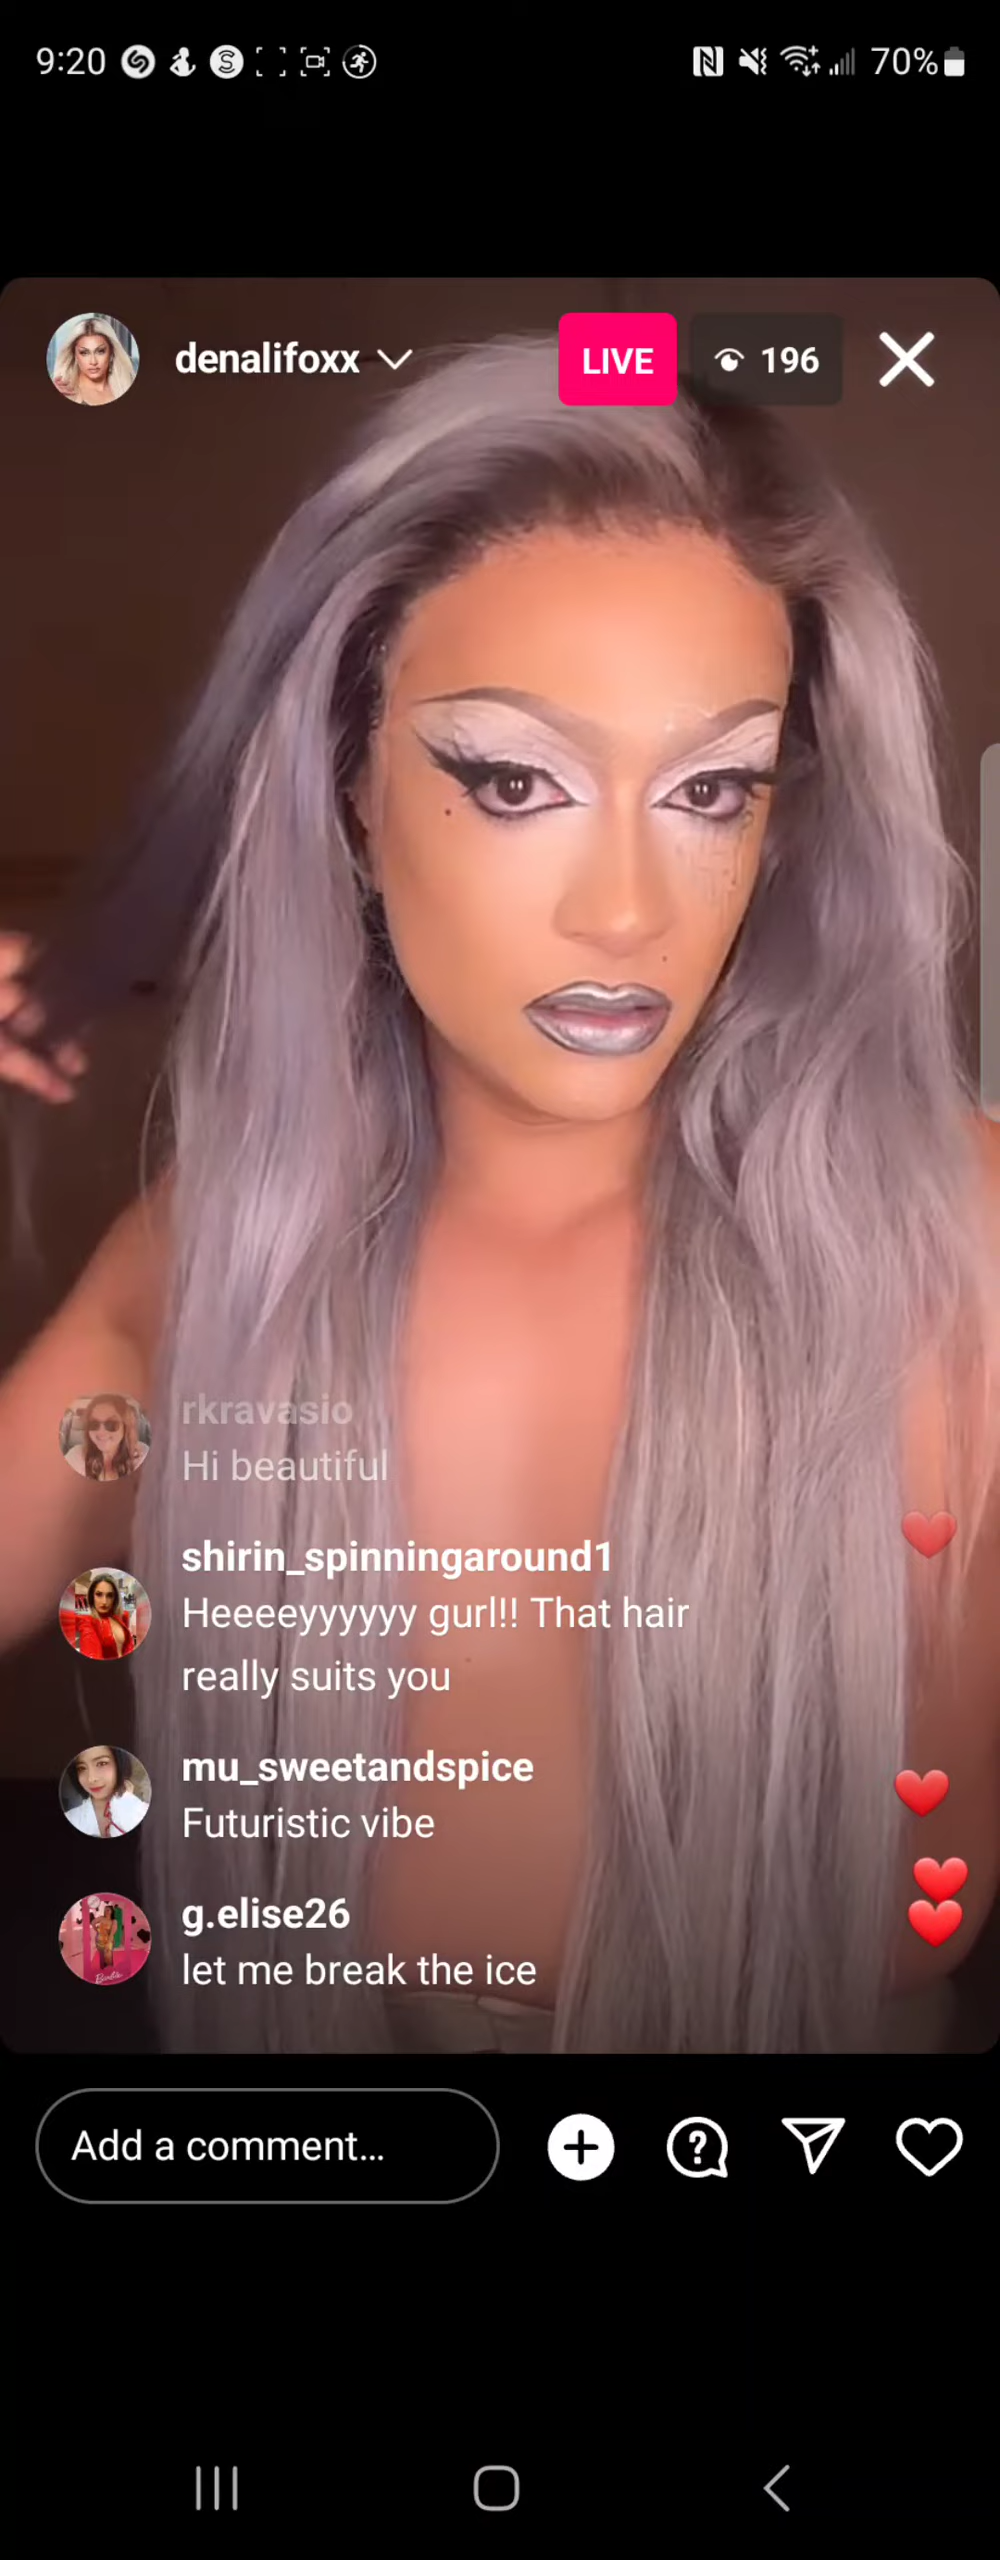 9:20
70%
denalifoxx
LIVE
196
rkravasio
Hi beautiful
shirin_spinningaround1
Heeeeyyyyyy gurl!! That hair
really suits you
mu_sweetandspice
Futuristic vibe
g.elise26
let me break the ice
Add a comment...